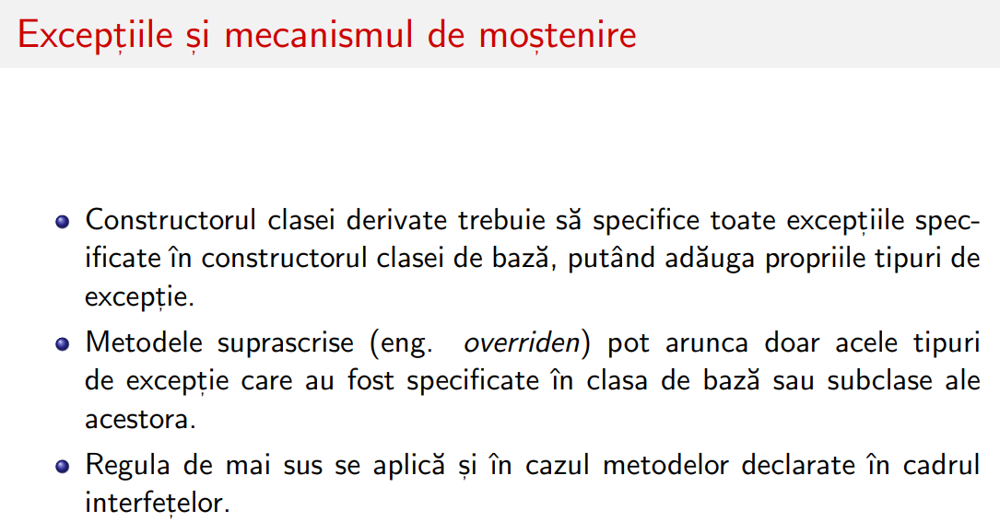 Excepțiile și mecanismul de moștenire
Constructorul clasei derivate trebuie să specifice toate excepțiile spec-
ificate în constructorul clasei de bază, putând adăuga propriile tipuri de
excepție.
Metodele suprascrise (eng. overriden) pot arunca doar acele tipuri
de excepție care au fost specificate în clasa de bază sau subclase ale
acestora.
Regula de mai sus se aplică și în cazul metodelor declarate în cadrul
interfețelor.